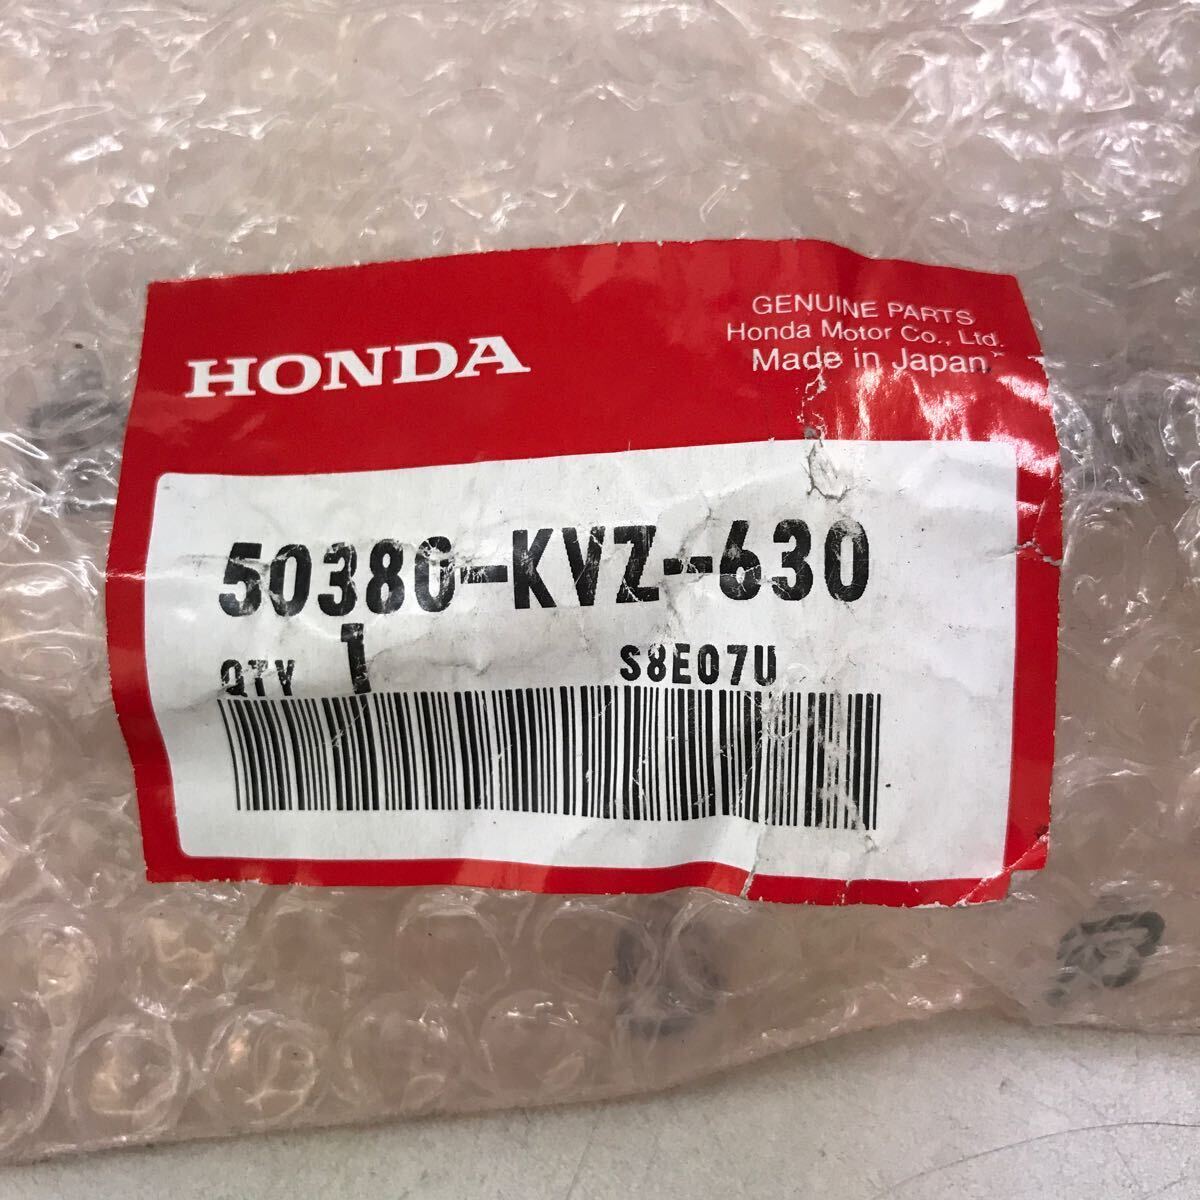 HONDA
GENUINE PARTS
Honda Motor Co., Ltd.
Made in Japan
50380-KVZ-630
QTY 1 S8E07U